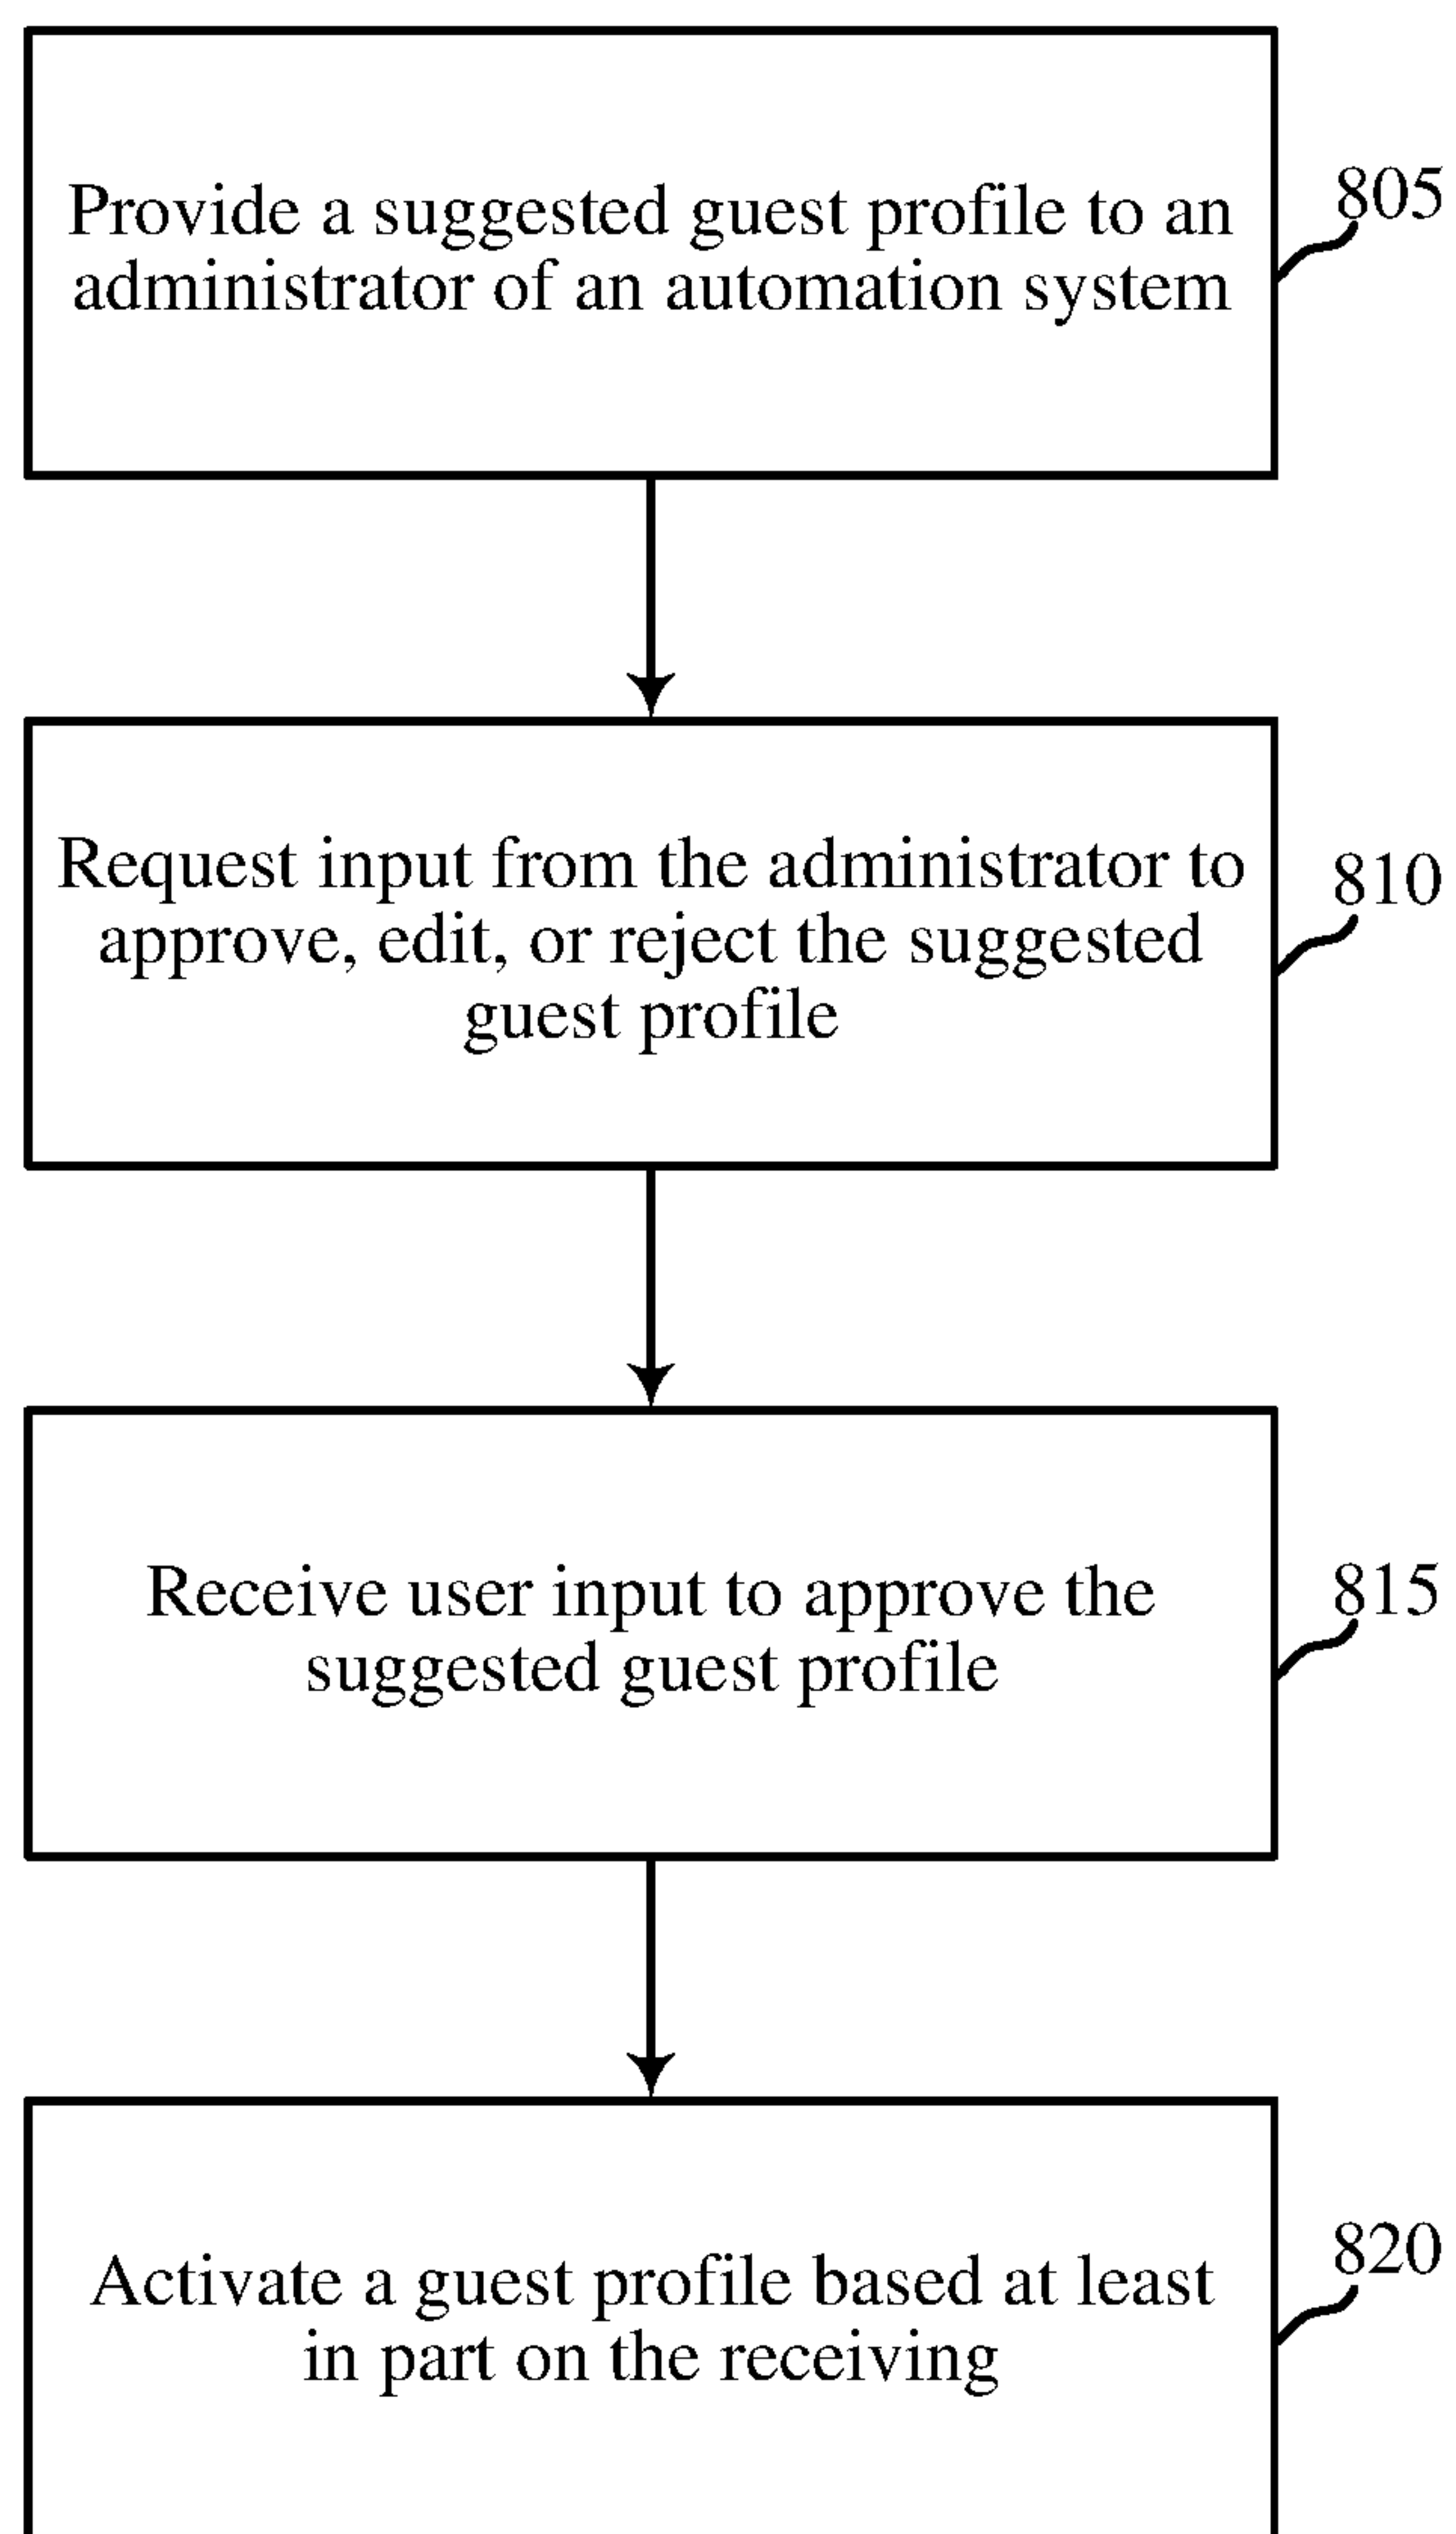 Provide a suggested guest profile to an
administrator of an automation system
805
Request input from the administrator to
approve, edit, or reject the suggested
guest profile
810
Receive user input to approve the
suggested guest profile
815
Activate a guest profile based at least
in part on the receiving
820